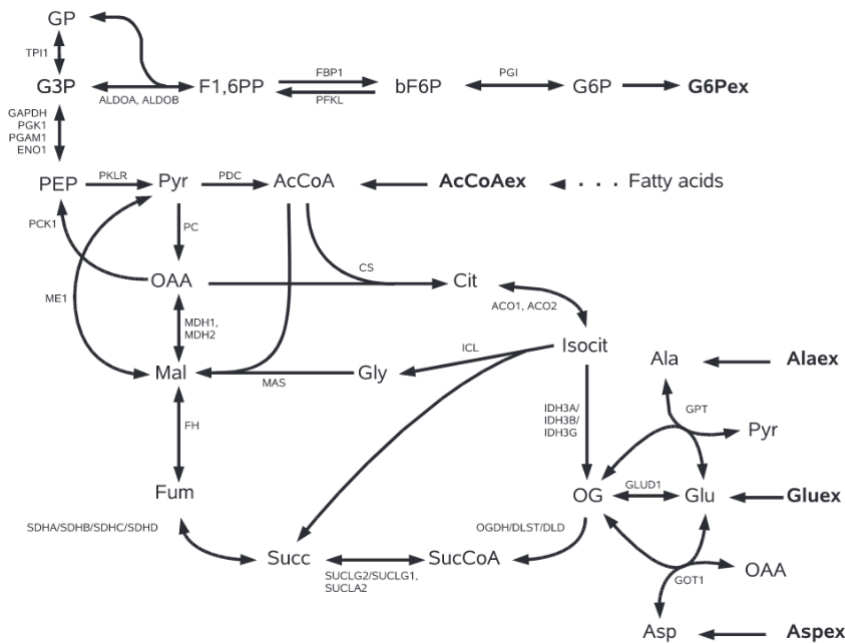 GP
TPI1
G3P
ALDOA, ALDOB
F1,6PP
FBP1
PFKL
bF6P
PGI
G6P
G6Pex
GAPDH
PGK1
PGAM1
ENO1
PEP
PKLR
Pyr
PDC
AcCoA
AcCoAex
Fatty acids
PCK1
PC
ME1
OAA
CS
Cit
ACO1, ACO2
MDH1,
MDH2
Mal
MAS
Gly
ICL
Isocit
Ala
Alaex
FH
IDH3A/
IDH3B/
IDH3G
GPT
Pyr
Fum
OG
GLUD1
Glu
Gluex
SDHA/SDHB/SDHC/SDHD
OGDH/DLST/DLD
Succ
SUCLG2/SUCLG1,
SUCLA2
SucCoA
GOT1
OAA
Asp
Aspex